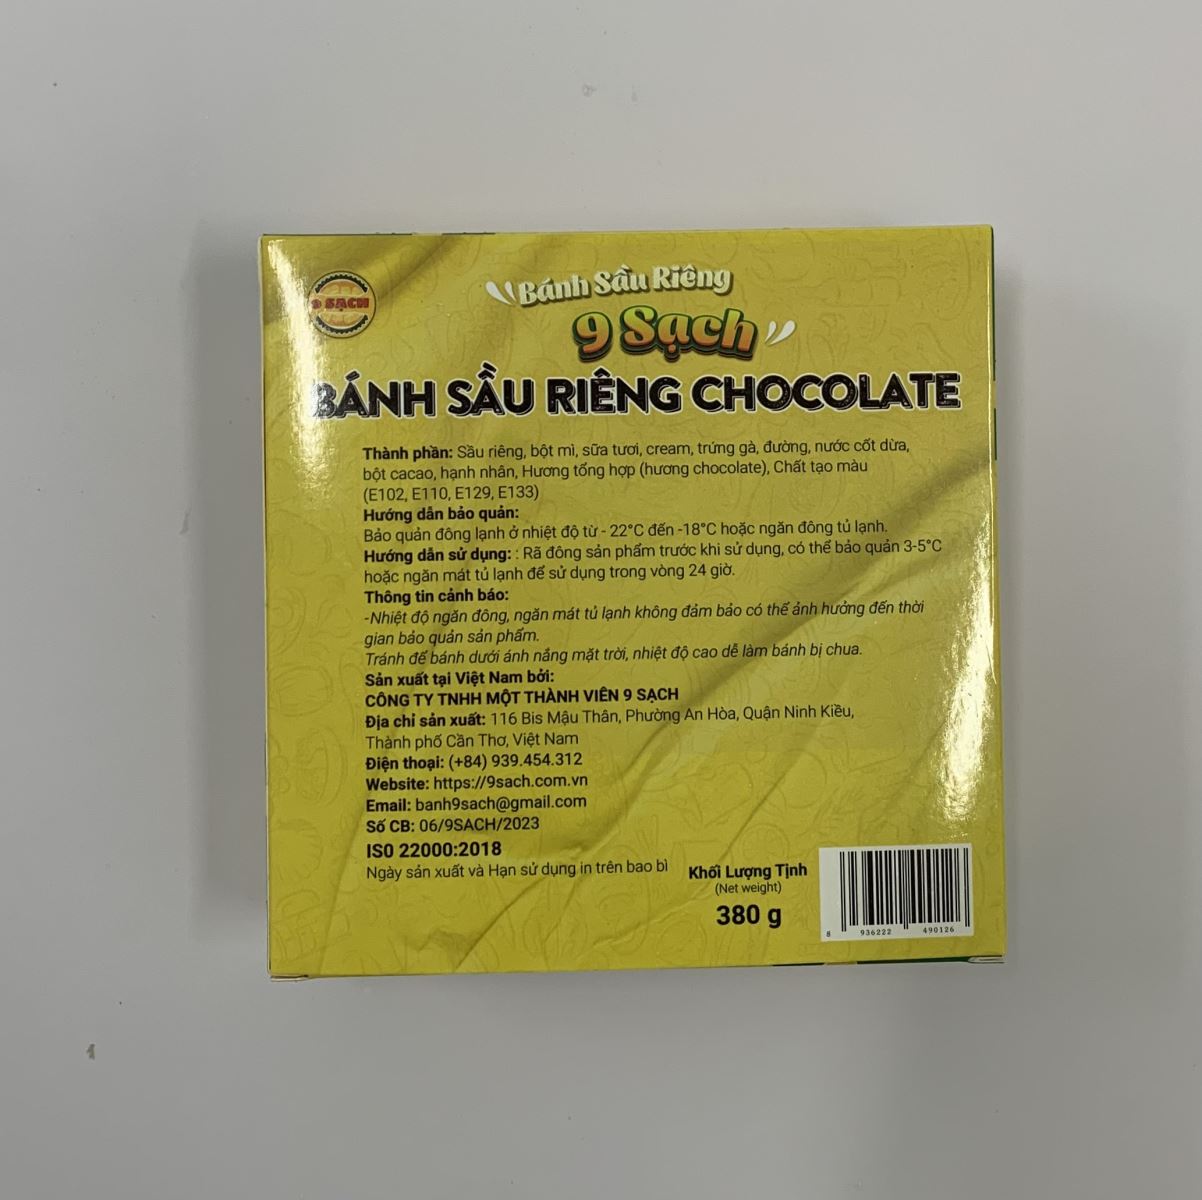 9 SẠCH
Bánh Sầu Riêng
9 Sạch
BÁNH SẦU RIÊNG CHOCOLATE
Thành phần: Sầu riêng, bột mì, sữa tươi, cream, trứng gà, đường, nước cốt dừa,
bột cacao, hạnh nhân, Hương tổng hợp (hương chocolate), Chất tạo màu
(E102, E110, E129, E133)
Hướng dẫn bảo quản:
Bảo quản đông lạnh ở nhiệt độ từ - 22°C đến -18°C hoặc ngăn đông tủ lạnh.
Hướng dẫn sử dụng: : Rã đông sản phẩm trước khi sử dụng, có thể bảo quản 3-5°C
hoặc ngăn mát tủ lạnh để sử dụng trong vòng 24 giờ.
Thông tin cảnh báo:
-Nhiệt độ ngăn đông, ngăn mát tủ lạnh không đảm bảo có thể ảnh hưởng đến thời
gian bảo quản sản phẩm.
Tránh để bánh dưới ánh nắng mặt trời, nhiệt độ cao dễ làm bánh bị chua.
Sản xuất tại Việt Nam bởi:
CÔNG TY TNHH MỘT THÀNH VIÊN 9 SẠCH
Địa chỉ sản xuất: 116 Bis Mậu Thân, Phường An Hòa, Quận Ninh Kiều,
Thành phố Cần Thơ, Việt Nam
Điện thoại: (+84) 939.454.312
Website: https://9sach.com.vn
Email: banh9sach@gmail.com
Số CB: 06/9SACH/2023
IS0 22000:2018
Ngày sản xuất và Hạn sử dụng in trên bao bì
Khối Lượng Tịnh
(Net weight)
380 g
8 936222 490126